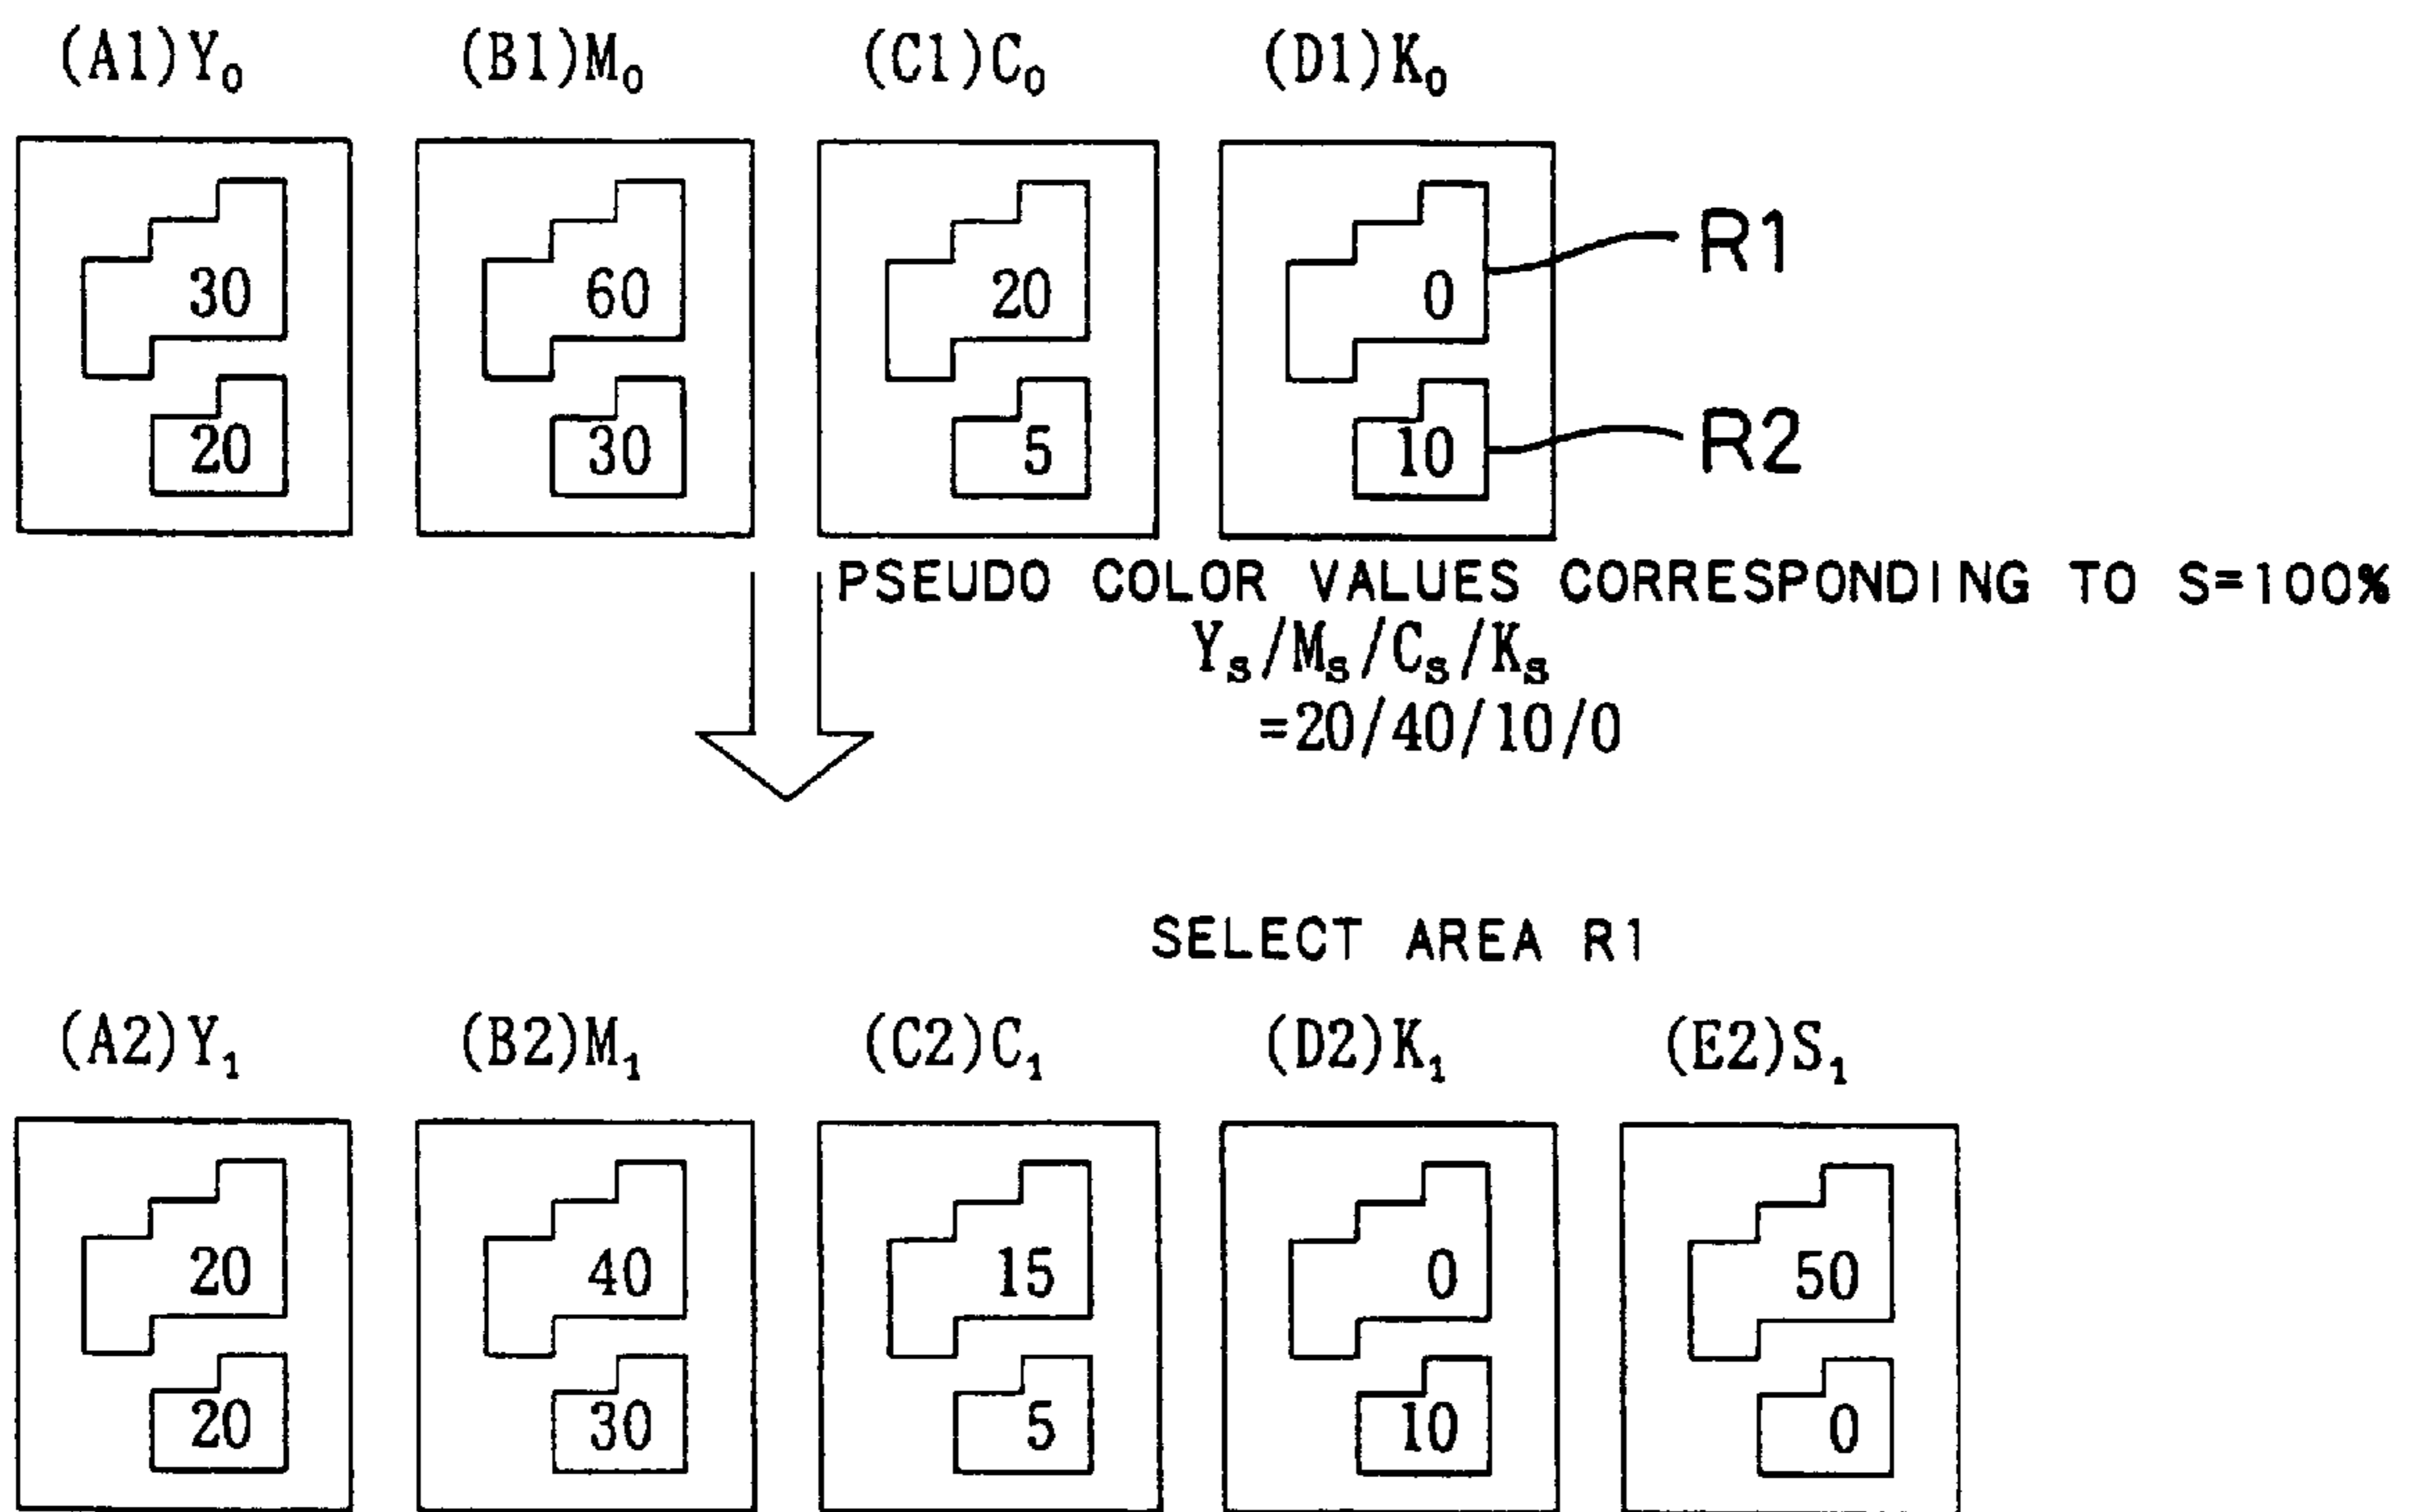 (A1)Y₀ (B1)M₀ (C1)C₀ (D1)K₀
30 60 20 0 R1
20 30 5 10 R2
PSEUDO COLOR VALUES CORRESPONDING TO S=100%
Yₛ/Mₛ/Cₛ/Kₛ
=20/40/10/0
SELECT AREA R1
(A2)Y₁ (B2)M₁ (C2)C₁ (D2)K₁ (E2)S₁
20 40 15 0 50
20 30 5 10 0